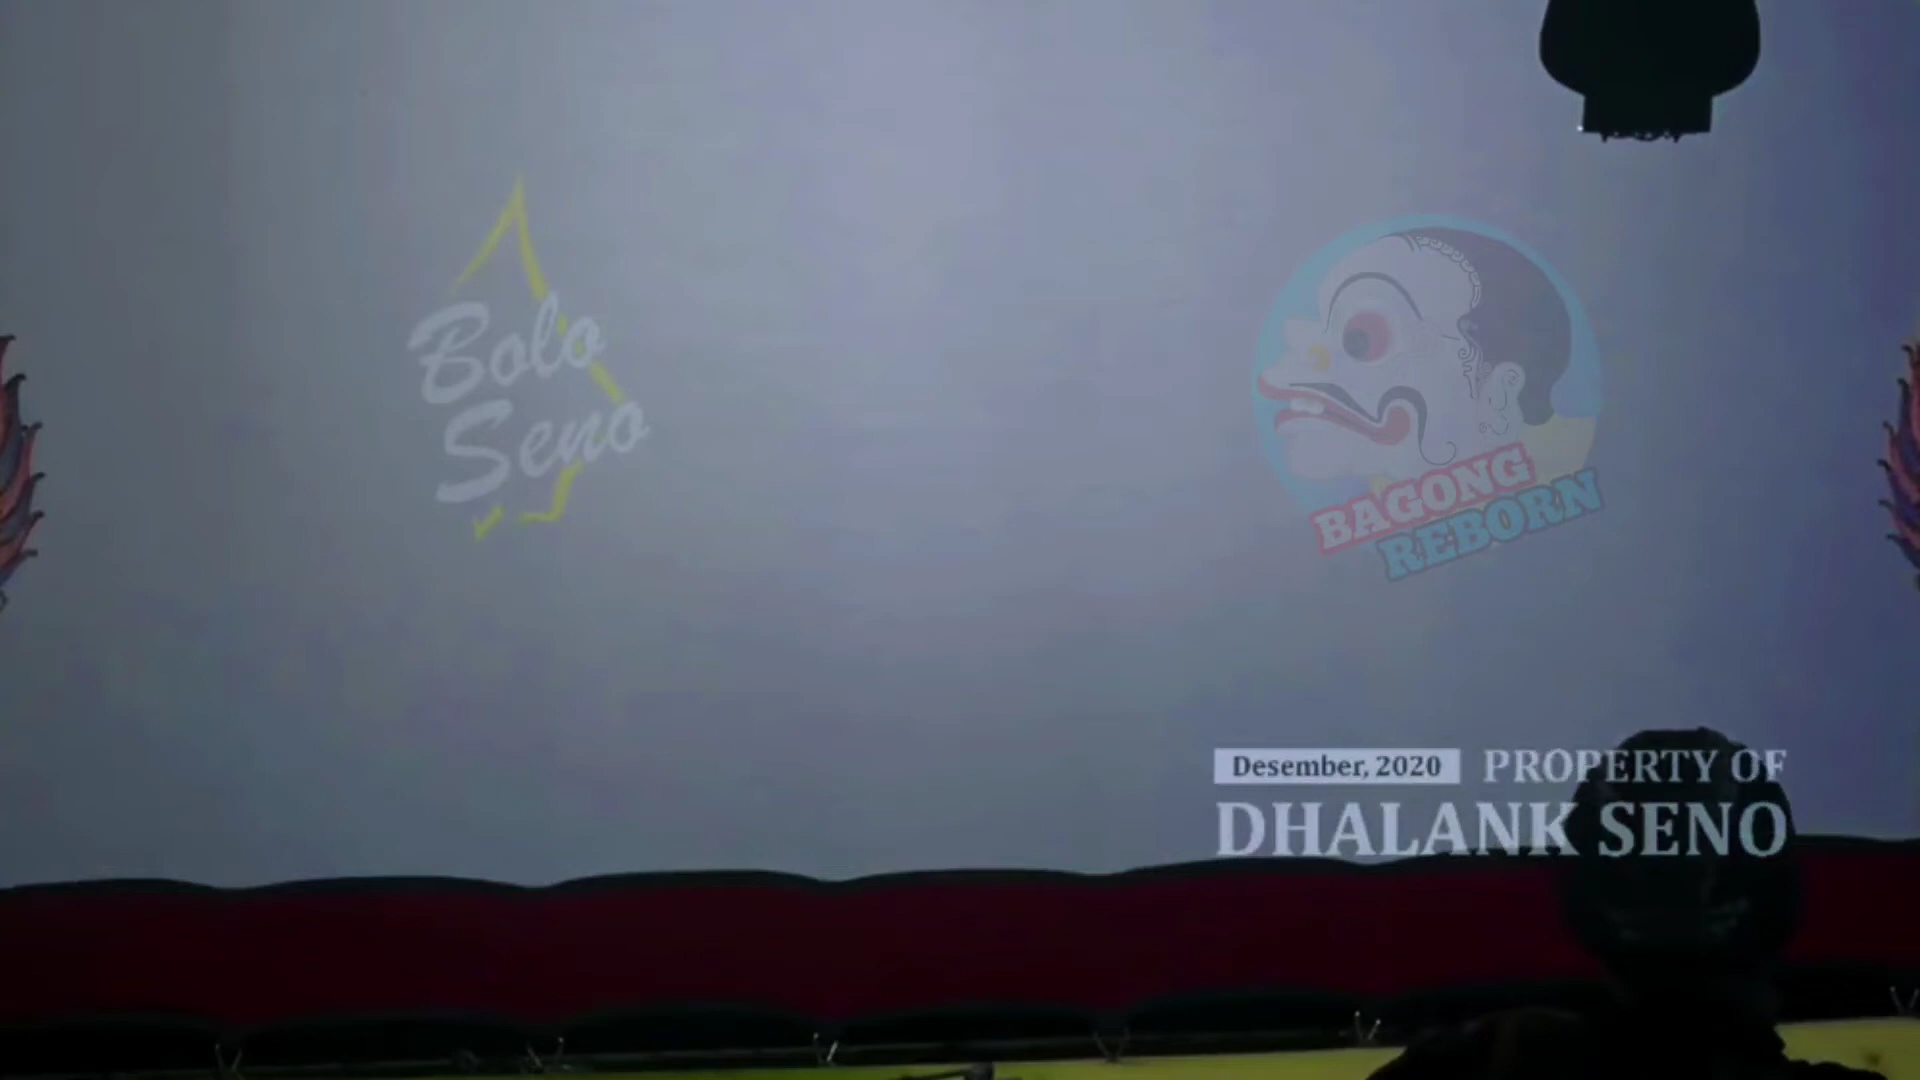 Bolo
Seno
BAGONG
REBORN
Desember, 2020 PROPERTY OF
DHALANK SENO